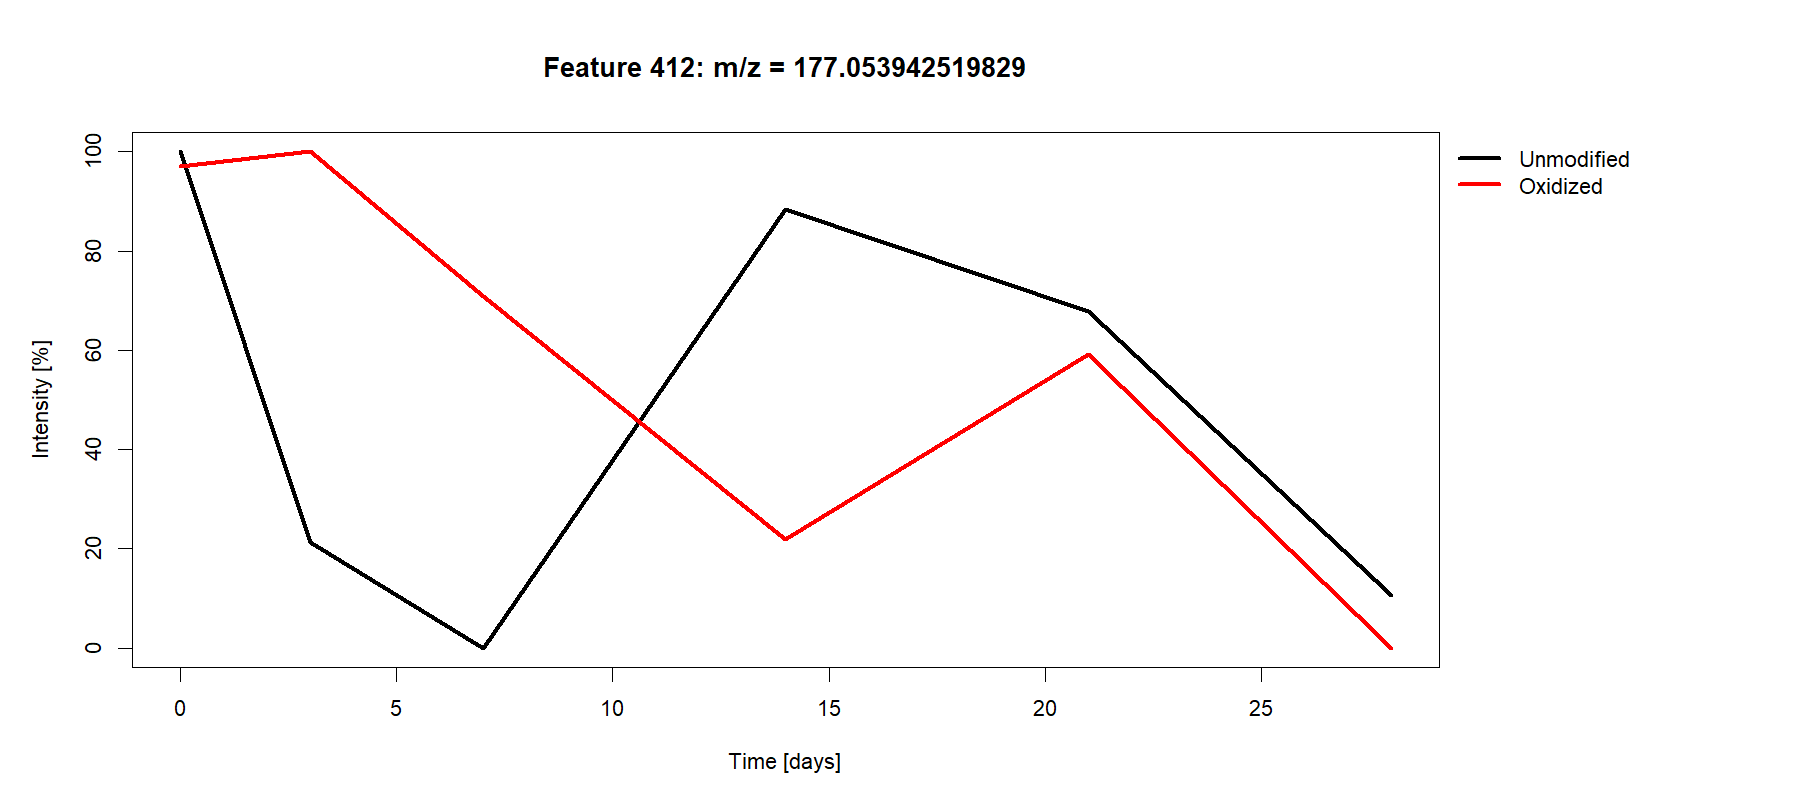 Feature 412: m/z = 177.053942519829
Unmodified
Oxidized
100
80
60
40
20
0
Intensity [%]
0 5 10 15 20 25
Time [days]